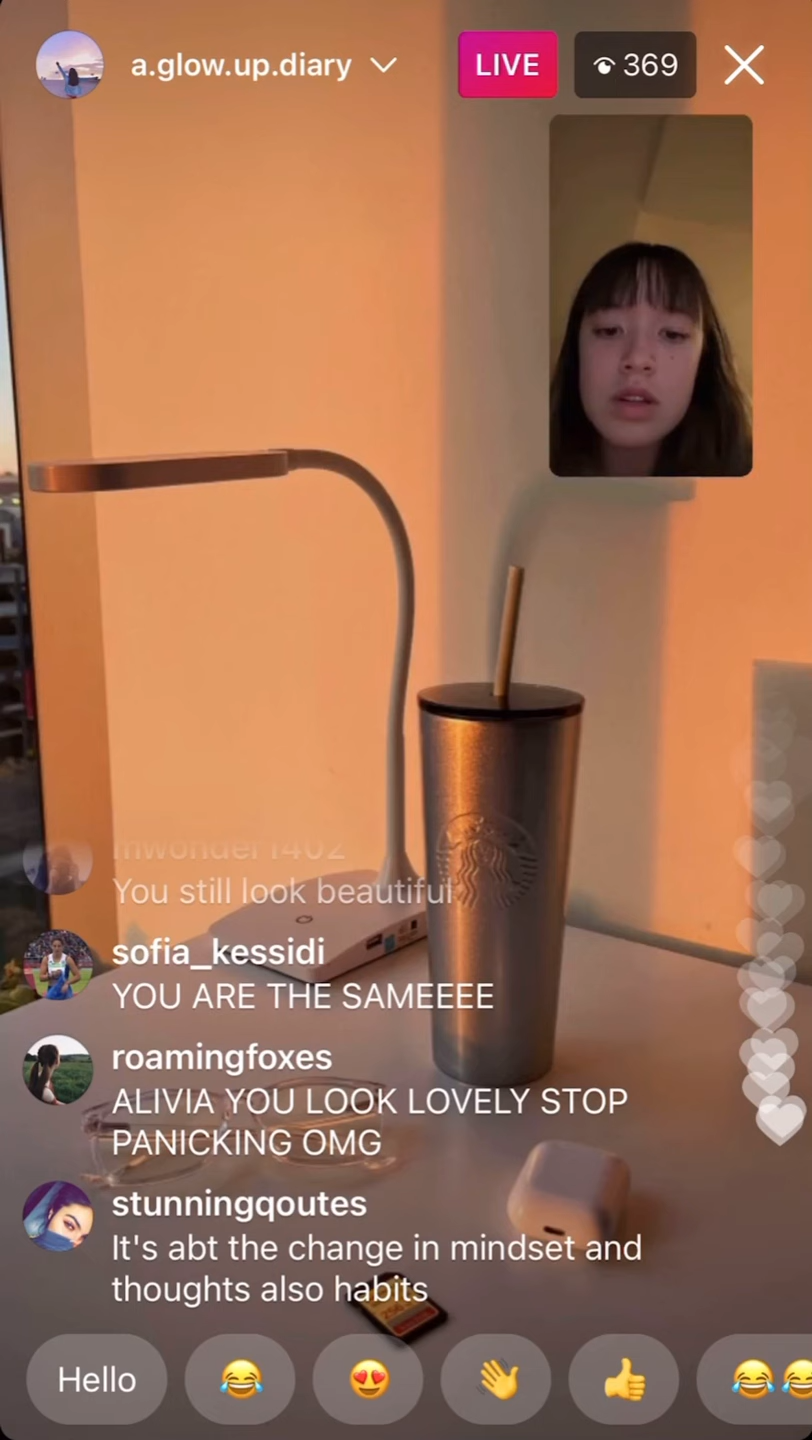 a.glow.up.diary
LIVE
369
mwonder1402
You still look beautiful
sofia_kessidi
YOU ARE THE SAMEEEE
roamingfoxes
ALIVIA YOU LOOK LOVELY STOP
PANICKING OMG
stunningqoutes
It's abt the change in mindset and
thoughts also habits
Hello